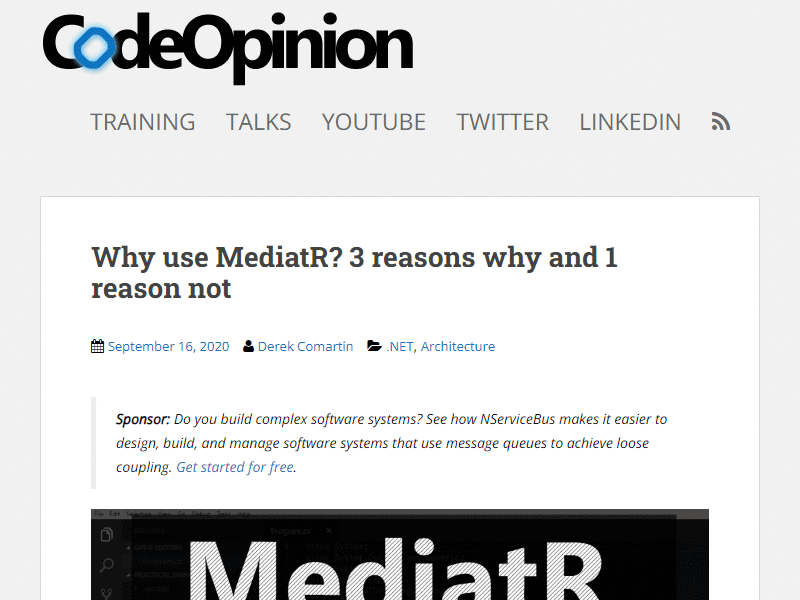 CodeOpinion
TRAINING TALKS YOUTUBE TWITTER LINKEDIN
Why use MediatR? 3 reasons why and 1
reason not
September 16, 2020 Derek Comartin .NET, Architecture
Sponsor: Do you build complex software systems? See how NServiceBus makes it easier to
design, build, and manage software systems that use message queues to achieve loose
coupling. Get started for free.
Program.cs
MediatR